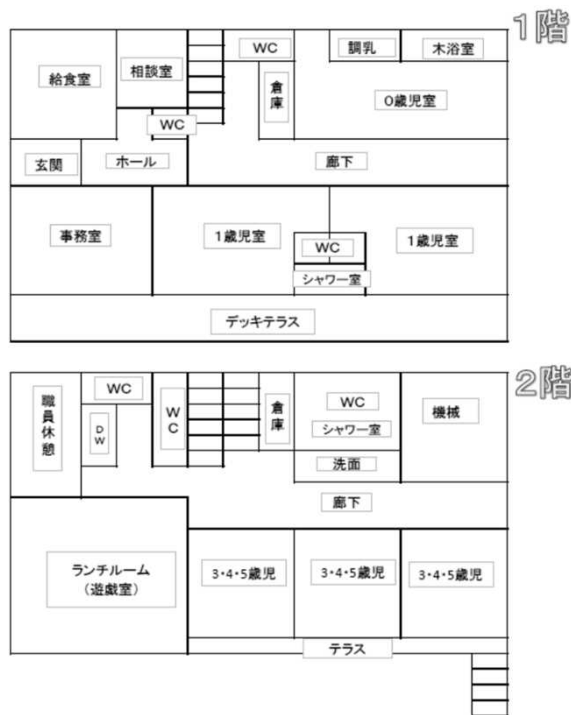 1階
WC
調乳
木浴室
給食室
相談室
倉庫
0歳児室
WC
玄関
ホール
廊下
事務室
1歳児室
WC
1歳児室
シャワー室
デッキテラス
2階
職員休憩
WC
WC
倉庫
WC
機械
DW
シャワー室
洗面
廊下
ランチルーム
(遊戯室)
3・4・5歳児
3・4・5歳児
3・4・5歳児
テラス